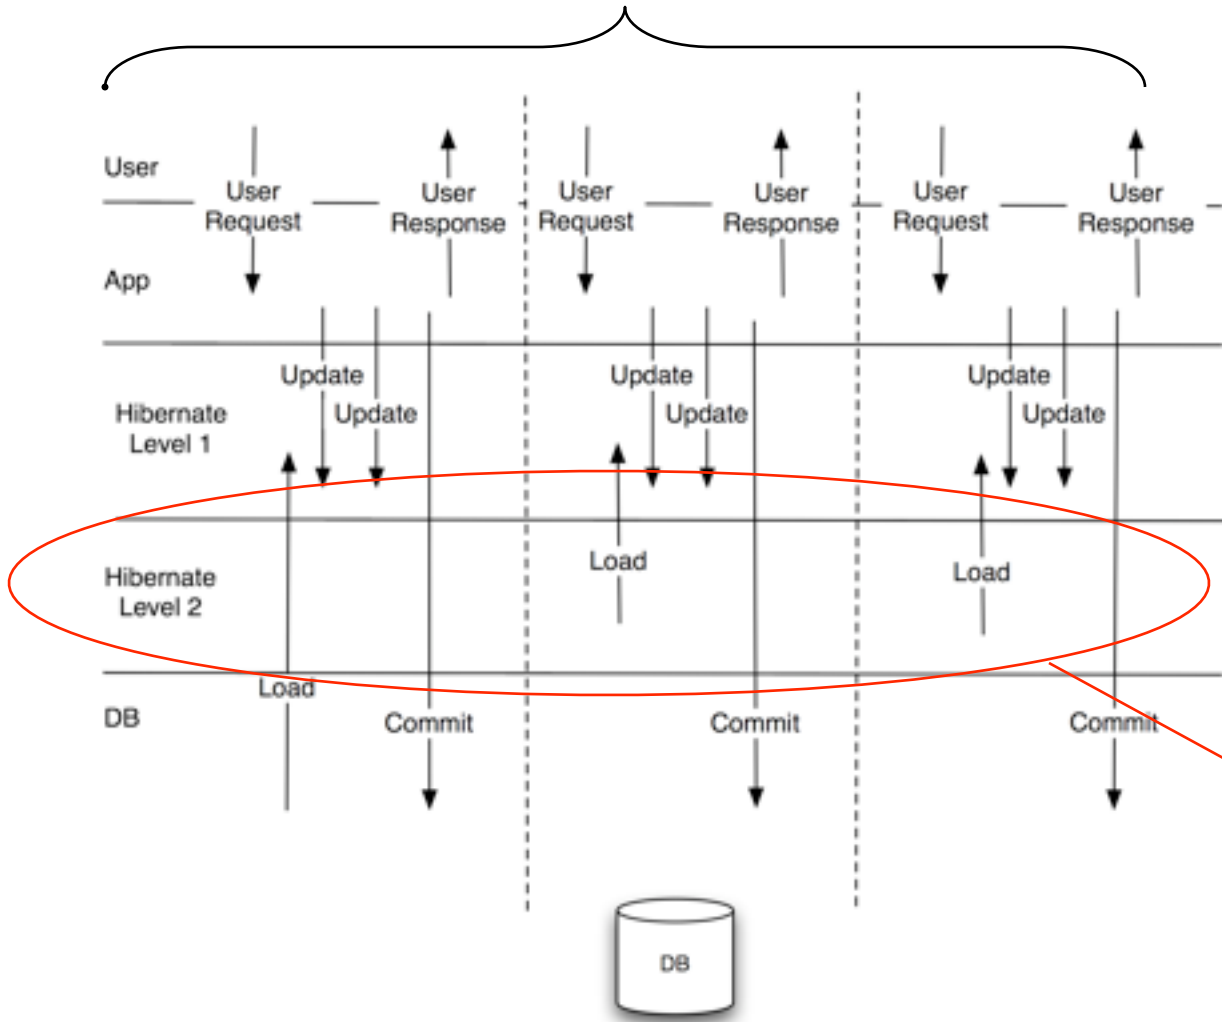 User
User
Request
User
Response
User
Request
User
Response
User
Request
User
Response
App
Update
Update
Update
Update
Update
Update
Hibernate
Level 1
Load
Load
Hibernate
Level 2
Load
DB
Commit
Commit
Commit
DB